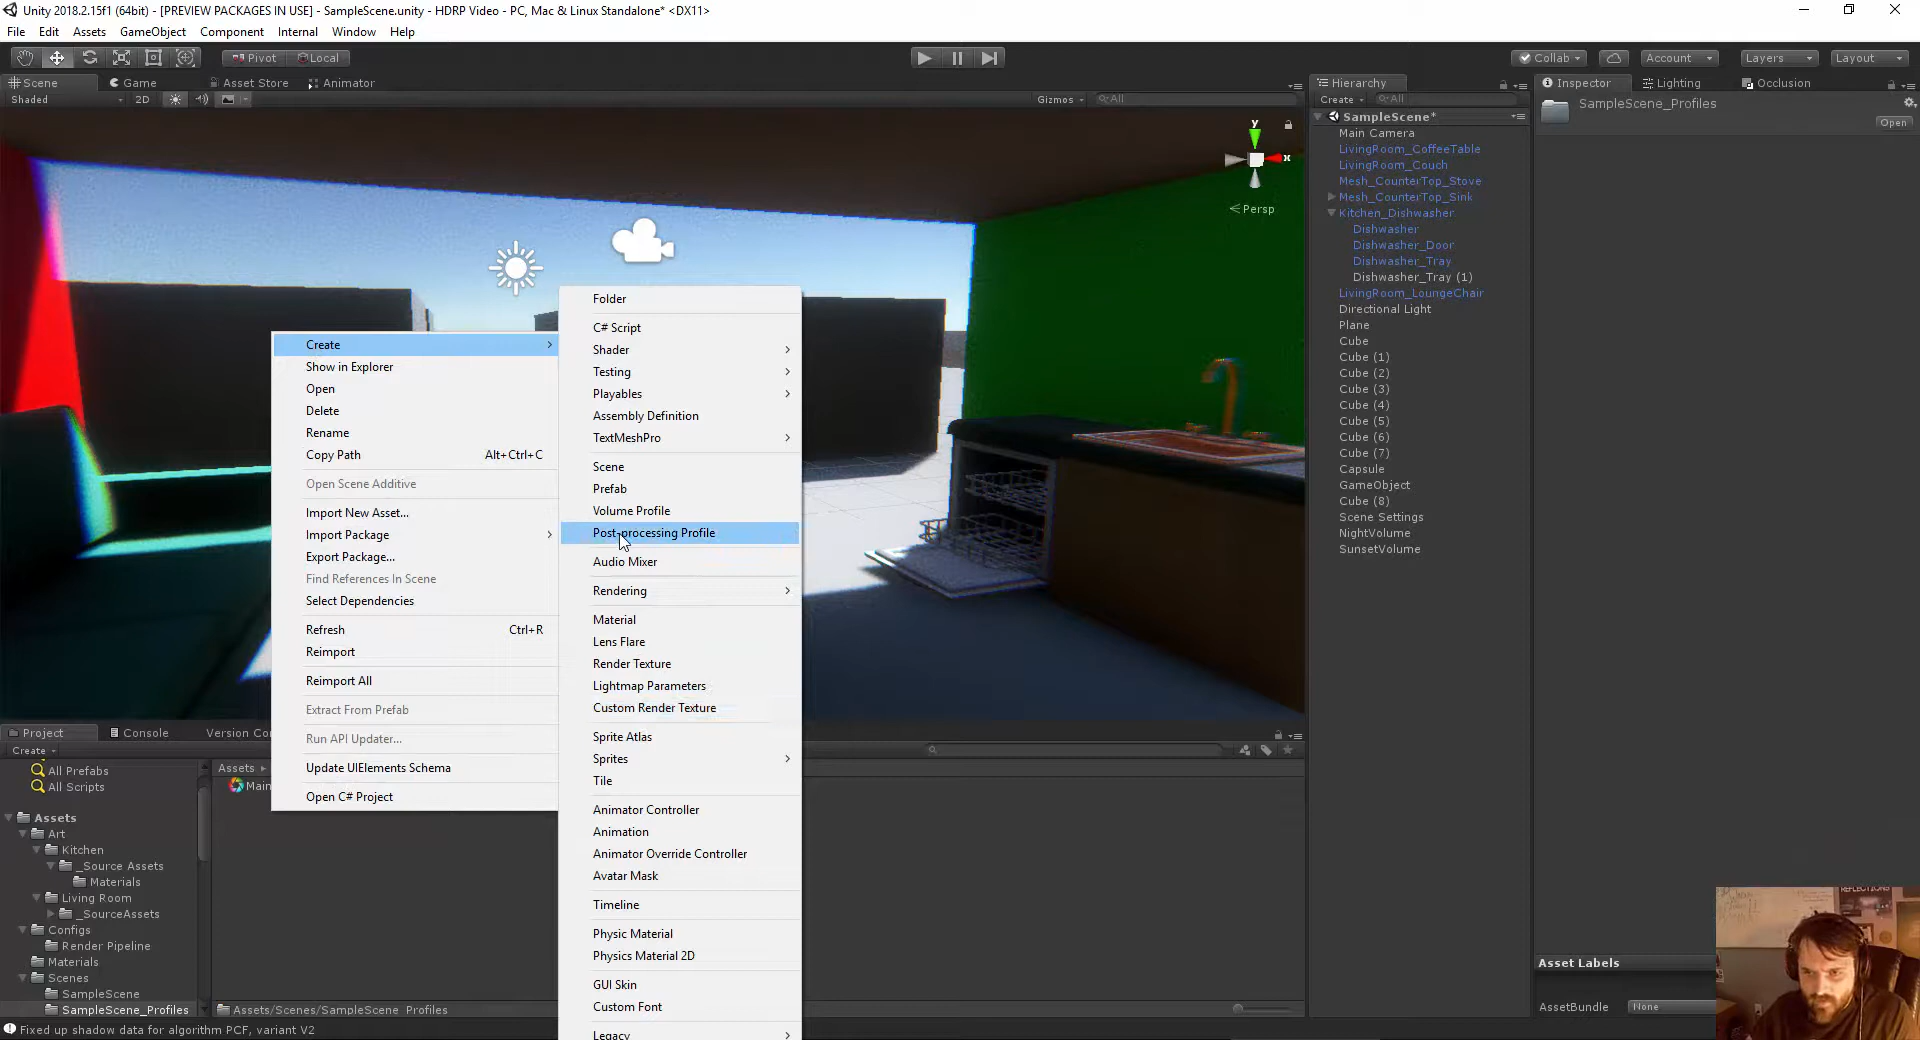 Unity 2018.2.15f1 (64bit) - [PREVIEW PACKAGES IN USE] - SampleScene.unity - HDRP Video - PC, Mac & Linux Standalone* <DX11>
File Edit Assets GameObject Component Internal Window Help
Pivot Local Collab Account Layers Layout
Scene Game Asset Store Animator
Shaded 2D Gizmos All
y
x
Persp
Create
Show in Explorer
Open
Delete
Rename
Copy Path Alt+Ctrl+C
Open Scene Additive
Import New Asset...
Import Package
Export Package...
Find References In Scene
Select Dependencies
Refresh Ctrl+R
Reimport
Reimport All
Extract From Prefab
Run API Updater...
Update UIElements Schema
Open C# Project
Folder
C# Script
Shader
Testing
Playables
Assembly Definition
TextMeshPro
Scene
Prefab
Volume Profile
Post-processing Profile
Audio Mixer
Rendering
Material
Lens Flare
Render Texture
Lightmap Parameters
Custom Render Texture
Sprite Atlas
Sprites
Tile
Animator Controller
Animation
Animator Override Controller
Avatar Mask
Timeline
Physic Material
Physics Material 2D
GUI Skin
Custom Font
Legacy
Hierarchy
Create All
SampleScene*
Main Camera
LivingRoom_CoffeeTable
LivingRoom_Couch
Mesh_CounterTop_Stove
Mesh_CounterTop_Sink
Kitchen_Dishwasher
Dishwasher
Dishwasher_Door
Dishwasher_Tray
Dishwasher_Tray (1)
LivingRoom_LoungeChair
Directional Light
Plane
Cube
Cube (1)
Cube (2)
Cube (3)
Cube (4)
Cube (5)
Cube (6)
Cube (7)
Capsule
GameObject
Cube (8)
Scene Settings
NightVolume
SunsetVolume
Inspector Lighting Occlusion
SampleScene_Profiles
Open
Project Console Version Co
Create
All Prefabs
All Scripts
Assets
Art
Kitchen
_Source Assets
Materials
Living Room
_SourceAssets
Configs
Render Pipeline
Materials
Scenes
SampleScene
SampleScene_Profiles
Assets
Main
Assets/Scenes/SampleScene_Profiles
Fixed up shadow data for algorithm PCF, variant V2
Asset Labels
AssetBundle None
REFLECTIONS